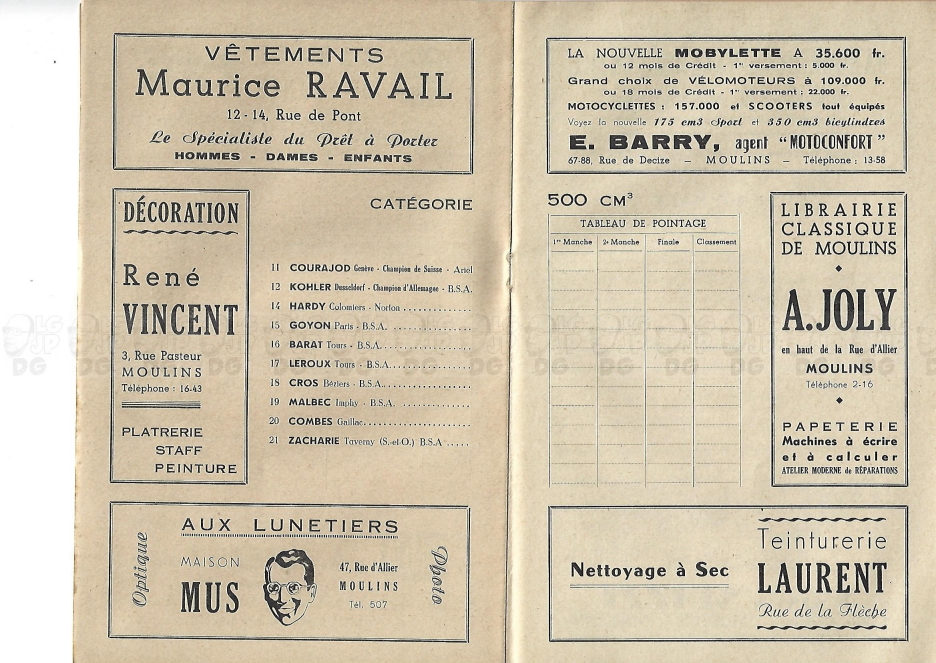 VÊTEMENTS
Maurice RAVAIL
12-14, Rue de Pont
Le Spécialiste du Prêt à Porter
HOMMES - DAMES - ENFANTS
DÉCORATION
René
VINCENT
3, Rue Pasteur
MOULINS
Téléphone : 16-43
PLATRERIE
STAFF
PEINTURE
CATÉGORIE
11 COURAJOD Genève - Champion de Suisse - Ariel
12 KOHLER Dusseldorf - Champion d'Allemagne - B.S.A.
14 HARDY Colomiers - Norton ............
15 GOYON Paris - B.S.A. ..............
16 BARAT Tours - B.S.A. ..............
17 LEROUX Tours - B.S.A. ..............
18 CROS Béziers - B.S.A. ..............
19 MALBEC Imphy - B.S.A. ..............
20 COMBES Gaillac ...................
21 ZACHARIE Taverny (S.-et-O.) B.S.A .....
AUX LUNETIERS
Optique
MAISON
MUS
47, Rue d'Allier
MOULINS
Tél. 507
Photo
LA NOUVELLE MOBYLETTE A 35.600 fr.
ou 12 mois de Crédit - 1er versement : 5.000 fr.
Grand choix de VÉLOMOTEURS à 109.000 fr.
ou 18 mois de Crédit - 1er versement : 22.000 fr.
MOTOCYCLETTES : 157.000 et SCOOTERS tout équipés
Voyez la nouvelle 175 cm3 Sport et 350 cm3 bicylindres
E. BARRY, agent "MOTOCONFORT"
67-88, Rue de Decize - MOULINS - Téléphone : 13-58
500 CM³
TABLEAU DE POINTAGE
1re Manche 2e Manche Finale Classement
LIBRAIRIE
CLASSIQUE
DE MOULINS
A. JOLY
en haut de la Rue d'Allier
MOULINS
Téléphone 2-16
PAPETERIE
Machines à écrire
et à calculer
ATELIER MODERNE de RÉPARATIONS
Nettoyage à Sec
Teinturerie
LAURENT
Rue de la Flèche